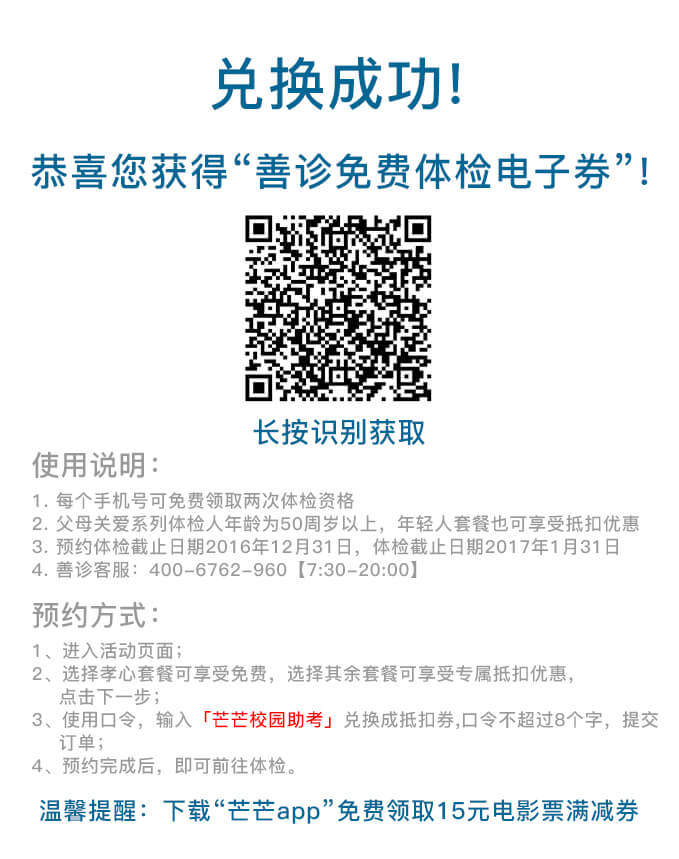 兑换成功!
恭喜您获得“善诊免费体检电子券”!
长按识别获取
使用说明：
1. 每个手机号可免费领取两次体检资格
2. 父母关爱系列体检人年龄为50周岁以上，年轻人套餐也可享受抵扣优惠
3. 预约体检截止日期2016年12月31日，体检截止日期2017年1月31日
4. 善诊客服：400-6762-960【7:30-20:00】
预约方式：
1、进入活动页面；
2、选择孝心套餐可享受免费，选择其余套餐可享受专属抵扣优惠，
点击下一步；
3、使用口令，输入「芒芒校园助考」兑换成抵扣券,口令不超过8个字，提交
订单；
4、预约完成后，即可前往体检。
温馨提醒：下载“芒芒app”免费领取15元电影票满减券